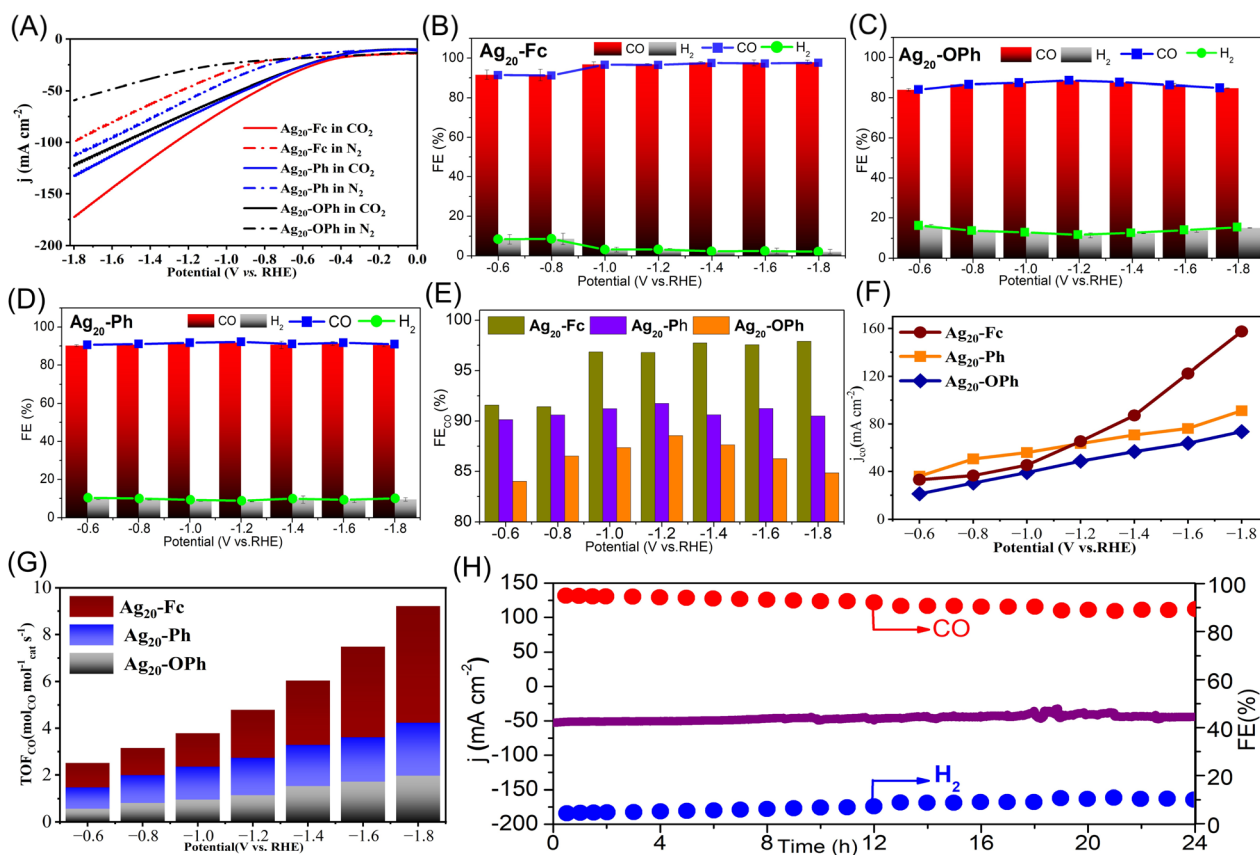 (A)
0
-50
-100
-150
-200
j (mA cm⁻²)
Ag₂₀-Fc in CO₂
Ag₂₀-Fc in N₂
Ag₂₀-Ph in CO₂
Ag₂₀-Ph in N₂
Ag₂₀-OPh in CO₂
Ag₂₀-OPh in N₂
-1.8 -1.6 -1.4 -1.2 -1.0 -0.8 -0.6 -0.4 -0.2 0.0
Potential (V vs. RHE)
(B)
CO H₂ CO H₂
Ag₂₀-Fc
100
80
60
40
20
0
FE (%)
-0.6 -0.8 -1.0 -1.2 -1.4 -1.6 -1.8
Potential (V vs.RHE)
(C)
CO H₂ CO H₂
Ag₂₀-OPh
100
80
60
40
20
0
FE (%)
-0.6 -0.8 -1.0 -1.2 -1.4 -1.6 -1.8
Potential (V vs.RHE)
(D)
Ag₂₀-Ph
CO H₂ CO H₂
100
80
60
40
20
0
FE (%)
-0.6 -0.8 -1.0 -1.2 -1.4 -1.6 -1.8
Potential (V vs.RHE)
(E)
Ag₂₀-Fc Ag₂₀-Ph Ag₂₀-OPh
100
95
90
85
80
FE_CO (%)
-0.6 -0.8 -1.0 -1.2 -1.4 -1.6 -1.8
Potential (V vs.RHE)
(F)
160
120
80
40
0
j_CO(mA cm⁻²)
Ag₂₀-Fc
Ag₂₀-Ph
Ag₂₀-OPh
−0.6 −0.8 −1.0 −1.2 −1.4 −1.6 −1.8
Potential (V vs.RHE)
(G)
10
8
6
4
2
0
TOF_CO(mol_CO mol⁻¹_cat s⁻¹)
Ag₂₀-Fc
Ag₂₀-Ph
Ag₂₀-OPh
−0.6 −0.8 −1.0 −1.2 −1.4 −1.6 −1.8
Potential(V vs. RHE)
(H)
150
100
50
0
-50
-100
-150
-200
j (mA cm⁻²)
CO
H₂
100
80
60
40
20
0
FE(%)
0 4 8 12 16 20 24
Time (h)